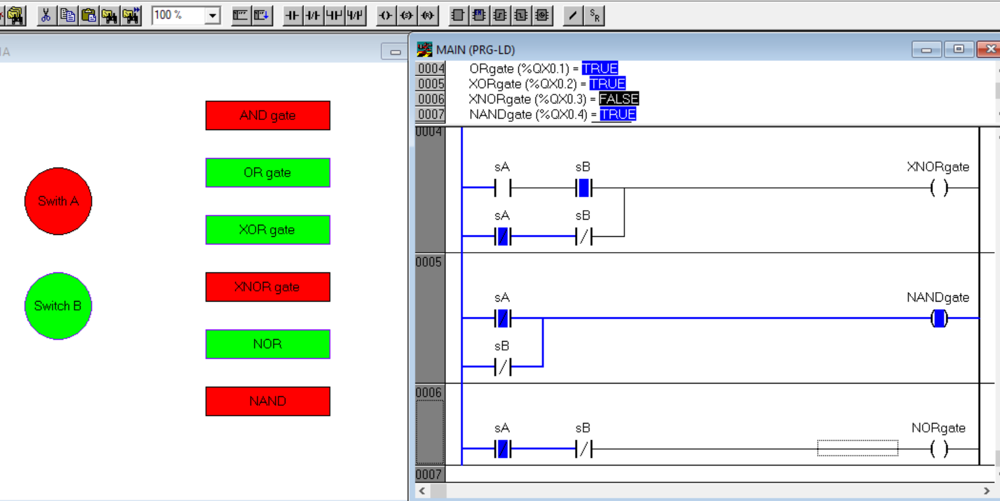 100 %
S
R
A
AND gate
OR gate
Swith A
XOR gate
XNOR gate
Switch B
NOR
NAND
MAIN (PRG-LD)
0004 ORgate (%QX0.1) = TRUE
0005 XORgate (%QX0.2) = TRUE
0006 XNORgate (%QX0.3) = FALSE
0007 NANDgate (%QX0.4) = TRUE
0004
sA sB XNORgate
sA sB
0005
sA NANDgate
sB
0006
sA sB NORgate
0007